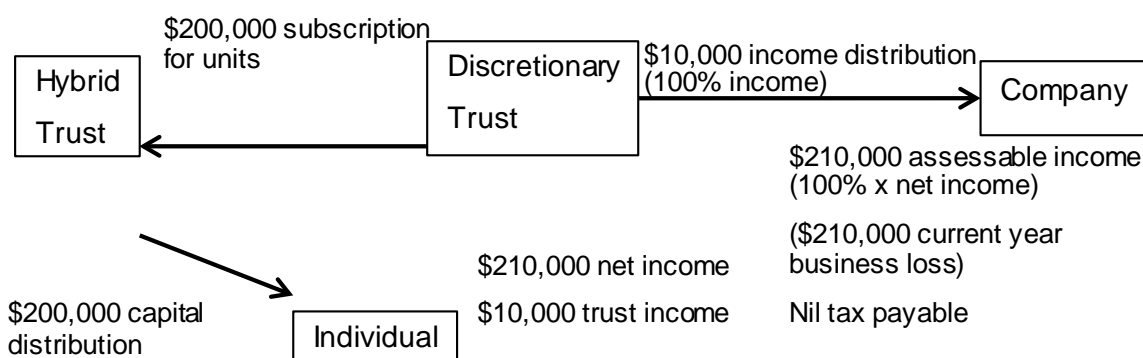 $200,000 subscription
for units
Hybrid
Trust
Discretionary
Trust
$10,000 income distribution
(100% income)
Company
$210,000 assessable income
(100% x net income)
($210,000 current year
business loss)
Nil tax payable
$210,000 net income
$10,000 trust income
$200,000 capital
distribution
Individual